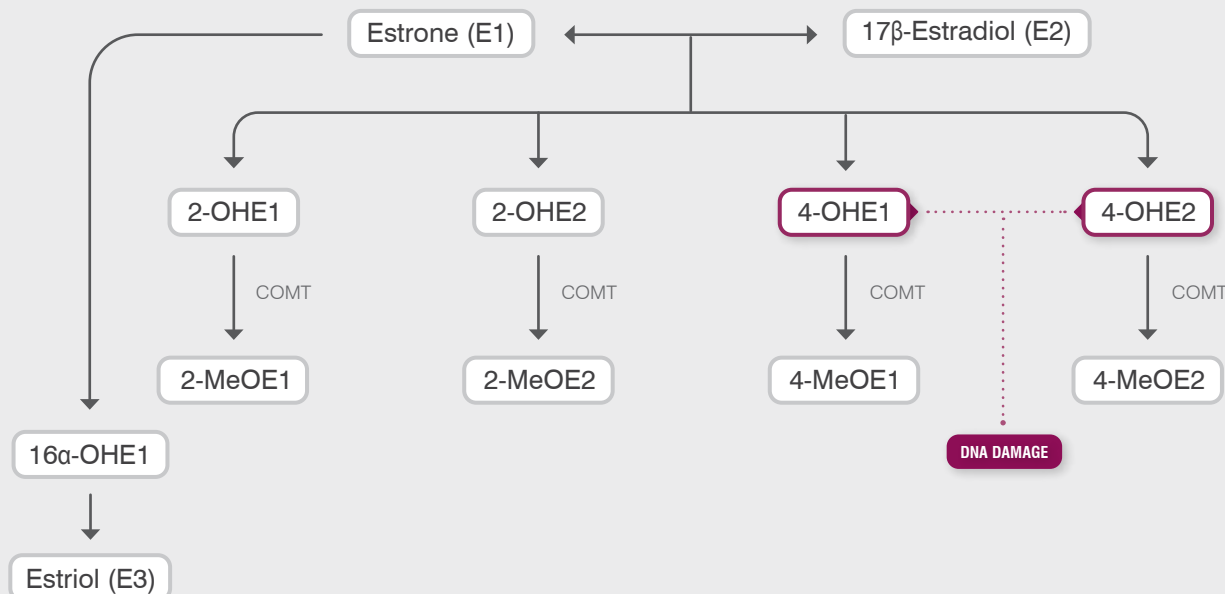 Estrone (E1)
17β-Estradiol (E2)
2-OHE1
2-OHE2
4-OHE1
4-OHE2
COMT
COMT
COMT
COMT
2-MeOE1
2-MeOE2
4-MeOE1
4-MeOE2
16α-OHE1
DNA DAMAGE
Estriol (E3)